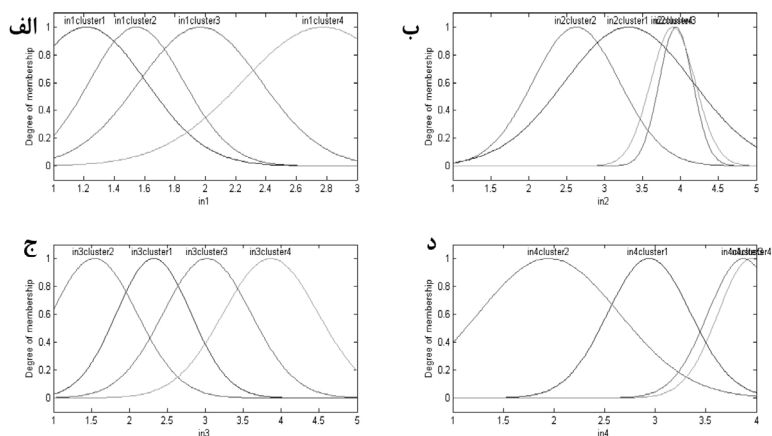 الف
in1cluster1 in1cluster2 in1cluster3 in1cluster4
Degree of membership
1
0.8
0.6
0.4
0.2
0
1 1.2 1.4 1.6 1.8 2 2.2 2.4 2.6 2.8 3
in1
ب
in2cluster2 in2cluster1
Degree of membership
1
0.8
0.6
0.4
0.2
0
1 1.5 2 2.5 3 3.5 4 4.5 5
in2
ج
in3cluster2 in3cluster1 in3cluster3 in3cluster4
Degree of membership
1
0.8
0.6
0.4
0.2
0
1 1.5 2 2.5 3 3.5 4 4.5 5
in3
د
in4cluster2 in4cluster1
Degree of membership
1
0.8
0.6
0.4
0.2
0
1 1.5 2 2.5 3 3.5 4
in4